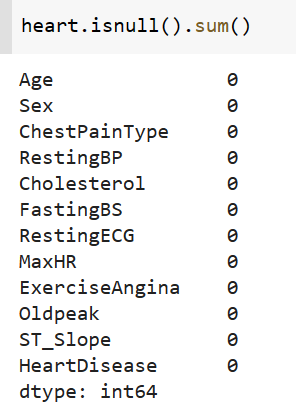 heart.isnull().sum()
Age 0
Sex 0
ChestPainType 0
RestingBP 0
Cholesterol 0
FastingBS 0
RestingECG 0
MaxHR 0
ExerciseAngina 0
Oldpeak 0
ST_Slope 0
HeartDisease 0
dtype: int64